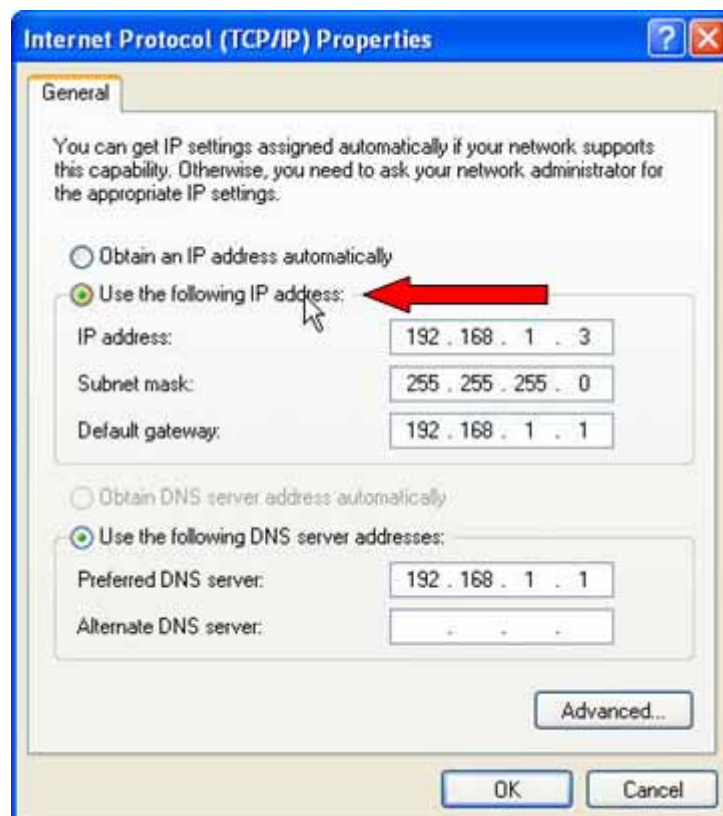 Internet Protocol (TCP/IP) Properties
General
You can get IP settings assigned automatically if your network supports
this capability. Otherwise, you need to ask your network administrator for
the appropriate IP settings.
Obtain an IP address automatically
Use the following IP address:
IP address: 192 . 168 . 1 . 3
Subnet mask: 255 . 255 . 255 . 0
Default gateway: 192 . 168 . 1 . 1
Obtain DNS server address automatically
Use the following DNS server addresses:
Preferred DNS server: 192 . 168 . 1 . 1
Alternate DNS server: . . .
Advanced...
OK Cancel